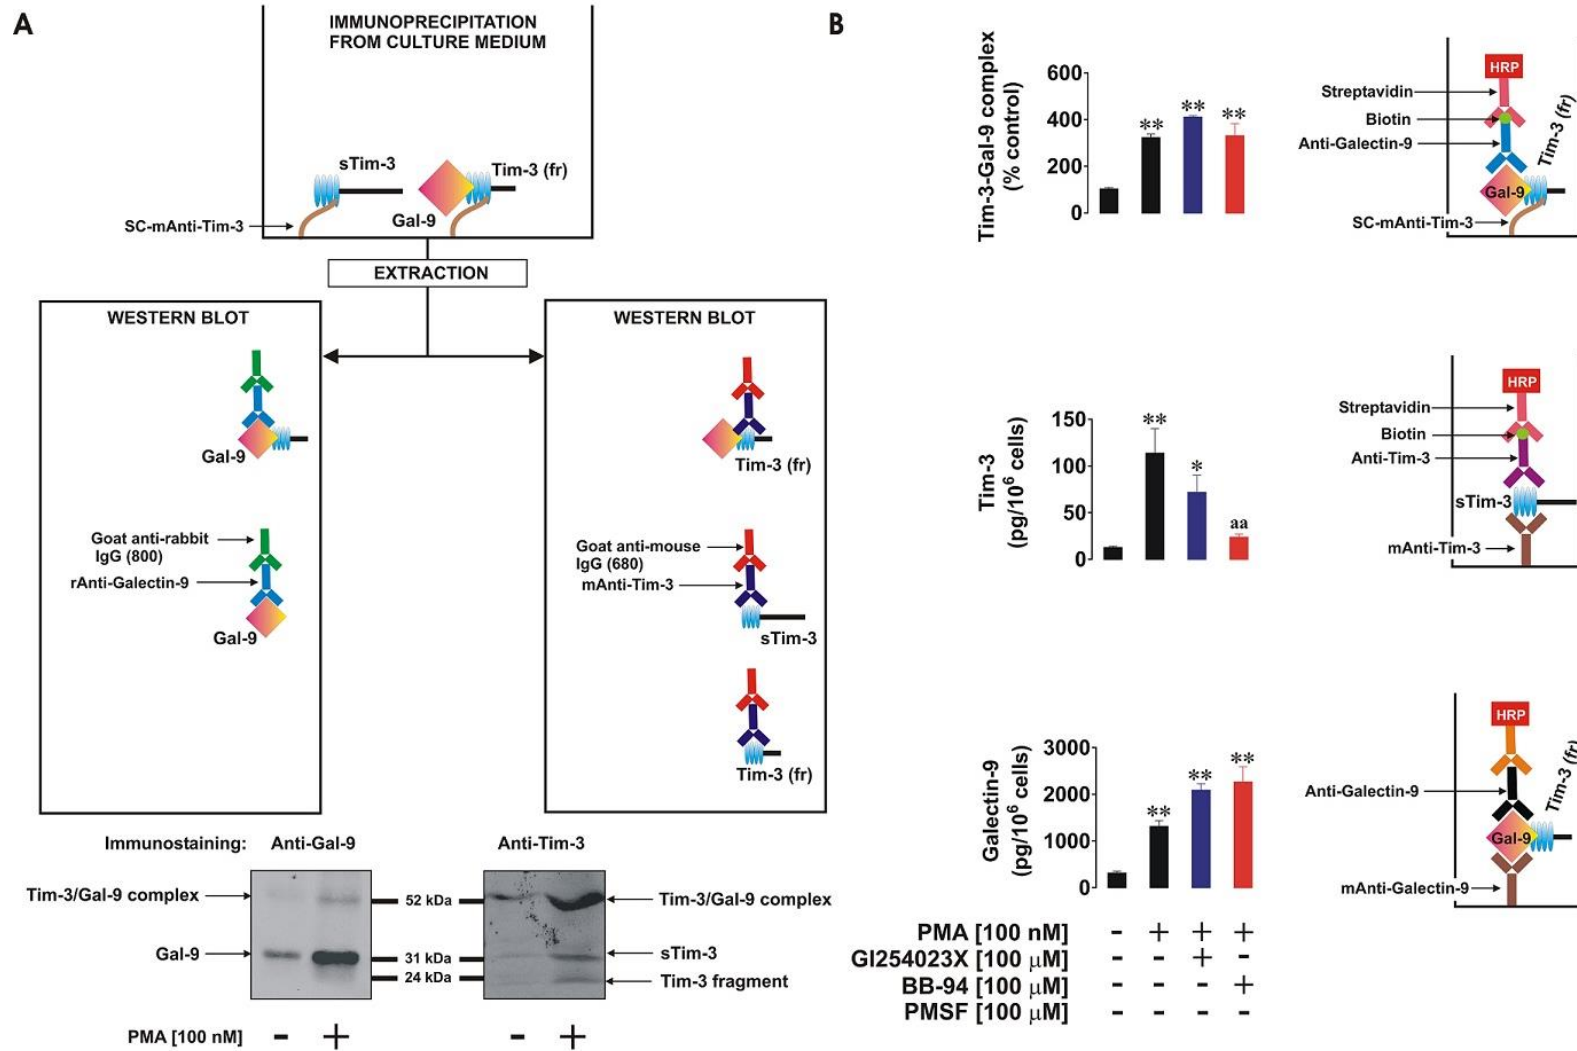 A
IMMUNOPRECIPITATION
FROM CULTURE MEDIUM
sTim-3
Tim-3 (fr)
Gal-9
SC-mAnti-Tim-3
EXTRACTION
WESTERN BLOT
Gal-9
Goat anti-rabbit
IgG (800)
rAnti-Galectin-9
Gal-9
WESTERN BLOT
Tim-3 (fr)
Goat anti-mouse
IgG (680)
mAnti-Tim-3
sTim-3
Tim-3 (fr)
Immunostaining: Anti-Gal-9 Anti-Tim-3
Tim-3/Gal-9 complex 52 kDa Tim-3/Gal-9 complex
Gal-9 31 kDa sTim-3
24 kDa Tim-3 fragment
PMA [100 nM] - + - +
B
Tim-3-Gal-9 complex
(% control)
600
400
200
0
** ** **
HRP
Streptavidin
Biotin
Anti-Galectin-9
Tim-3 (fr)
Gal-9
SC-mAnti-Tim-3
Tim-3
(pg/10⁶ cells)
150
100
50
0
** * aa
HRP
Streptavidin
Biotin
Anti-Tim-3
sTim-3
mAnti-Tim-3
Galectin-9
(pg/10⁶ cells)
3000
2000
1000
0
** ** **
HRP
Anti-Galectin-9
Tim-3 (fr)
Gal-9
mAnti-Galectin-9
PMA [100 nM] - + + +
GI254023X [100 µM] - - + -
BB-94 [100 µM] - - - +
PMSF [100 µM] - - - -